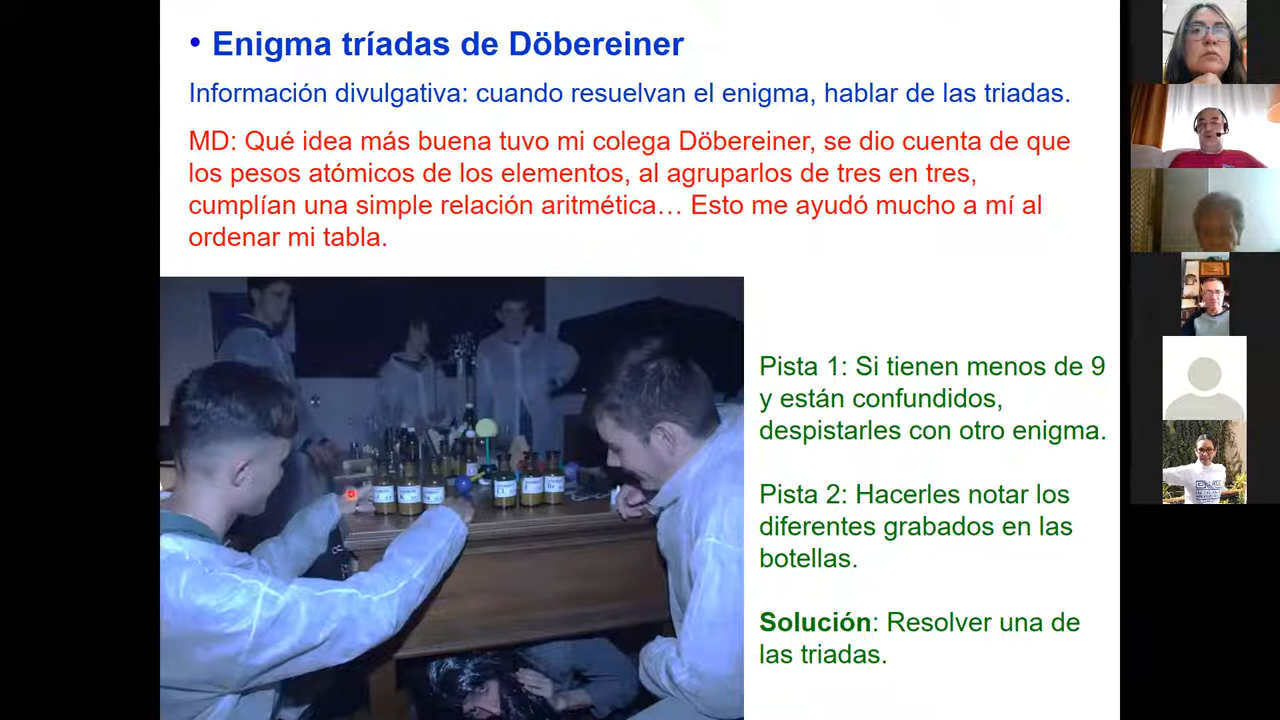 • Enigma tríadas de Döbereiner
Información divulgativa: cuando resuelvan el enigma, hablar de las triadas.
MD: Qué idea más buena tuvo mi colega Döbereiner, se dio cuenta de que
los pesos atómicos de los elementos, al agruparlos de tres en tres,
cumplían una simple relación aritmética… Esto me ayudó mucho a mí al
ordenar mi tabla.
Pista 1: Si tienen menos de 9
y están confundidos,
despistarles con otro enigma.
Pista 2: Hacerles notar los
diferentes grabados en las
botellas.
Solución: Resolver una de
las triadas.